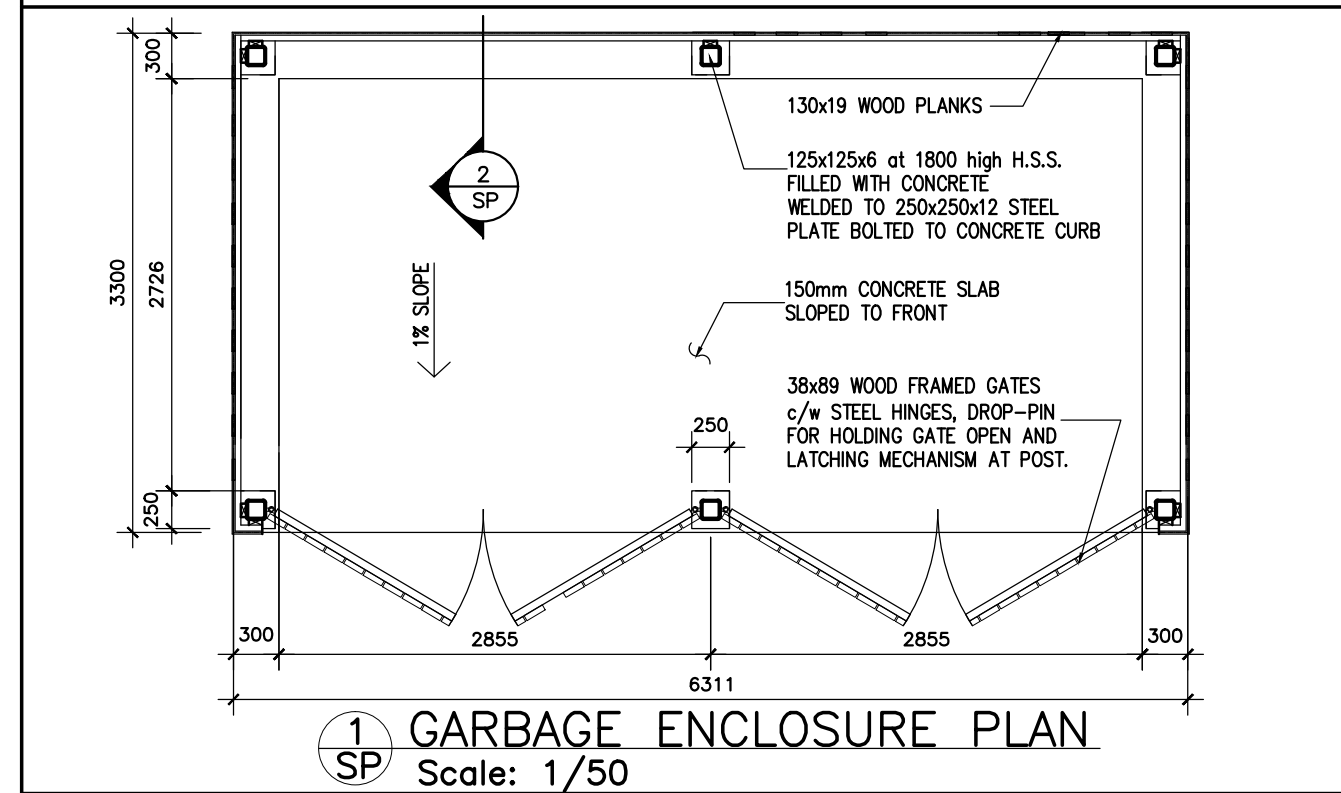 300
130x19 WOOD PLANKS
125x125x6 at 1800 high H.S.S.
FILLED WITH CONCRETE
WELDED TO 250x250x12 STEEL
PLATE BOLTED TO CONCRETE CURB
2
SP
3300
2726
1% SLOPE
150mm CONCRETE SLAB
SLOPED TO FRONT
38x89 WOOD FRAMED GATES
c/w STEEL HINGES, DROP-PIN
FOR HOLDING GATE OPEN AND
LATCHING MECHANISM AT POST.
250
250
300
2855
2855
300
6311
1
SP
GARBAGE ENCLOSURE PLAN
Scale: 1/50